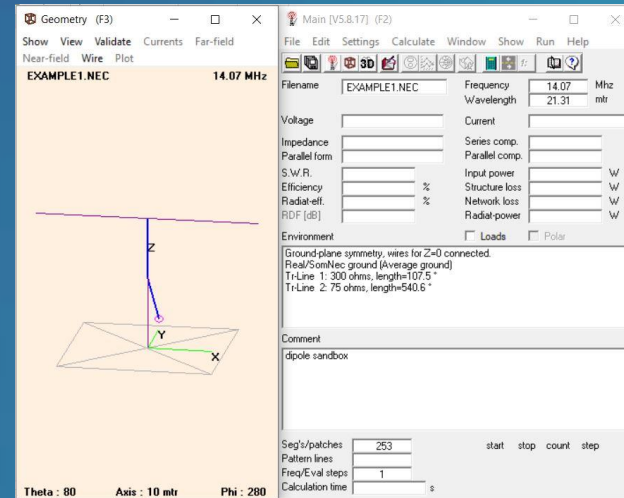 Geometry (F3)
Show View Validate Currents Far-field
Near-field Wire Plot
EXAMPLE1.NEC 14.07 MHz
Z
Y
X
Theta : 80 Axis : 10 mtr Phi : 280
Main [V5.8.17] (F2)
File Edit Settings Calculate Window Show Run Help
3D
Filename EXAMPLE1.NEC Frequency 14.07 Mhz
Wavelength 21.31 mtr
Voltage Current
Impedance Series comp.
Parallel form Parallel comp.
S.W.R. Input power W
Efficiency % Structure loss W
Radiat-eff. % Network loss W
RDF [dB] Radiat-power W
Environment Loads Polar
Ground-plane symmetry, wires for Z=0 connected.
Real/SomNec ground (Average ground)
Tr-Line 1: 300 ohms, length=107.5 °
Tr-Line 2: 75 ohms, length=540.6 °
Comment
dipole sandbox
Seg's/patches 253 start stop count step
Pattern lines
Freq/Eval steps 1
Calculation time s